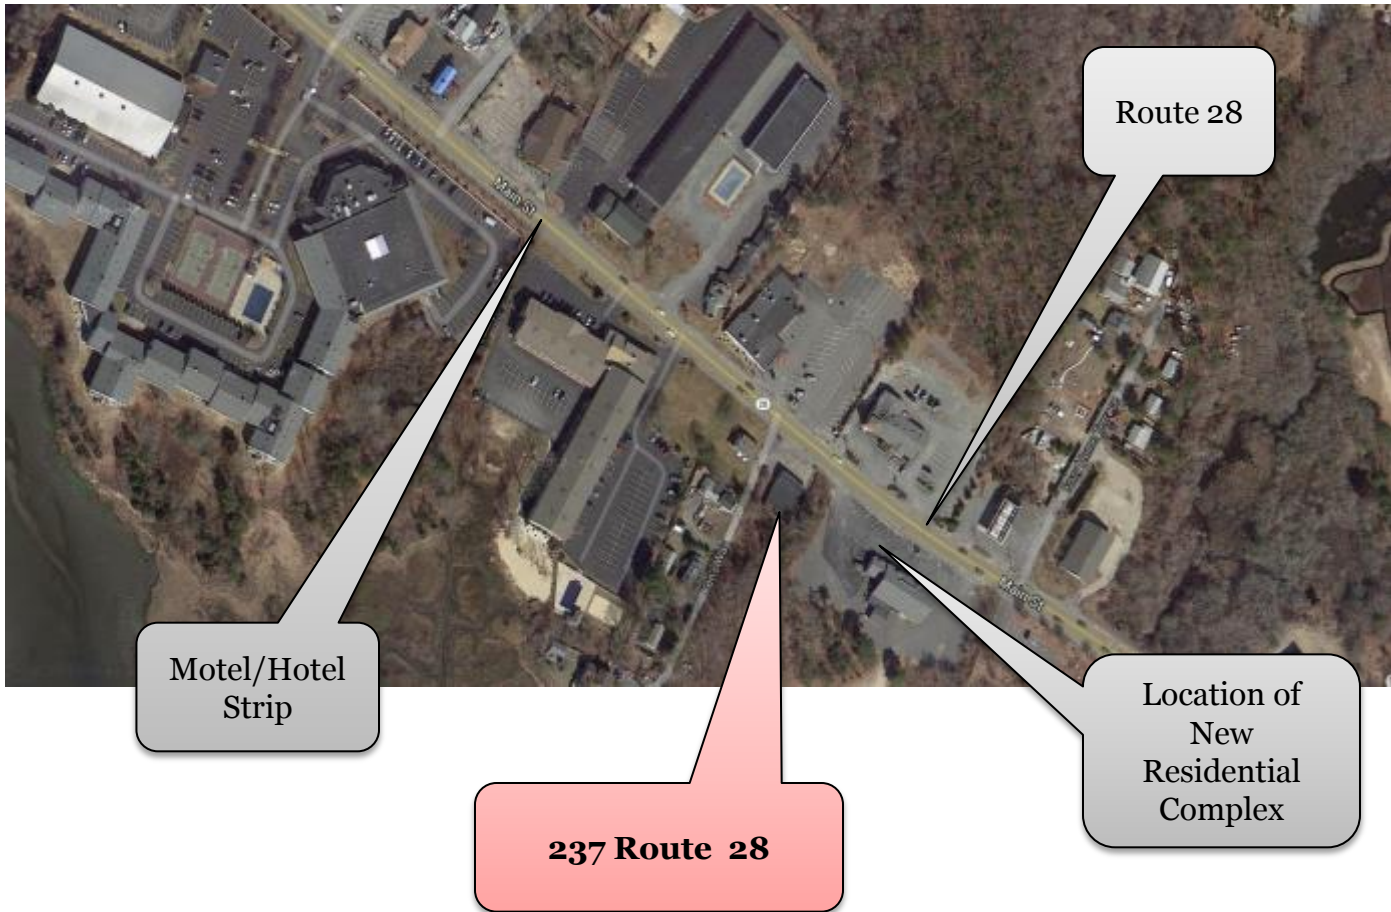 Route 28
Main St
Main St
Motel/Hotel
Strip
Location of
New
Residential
Complex
237 Route  28